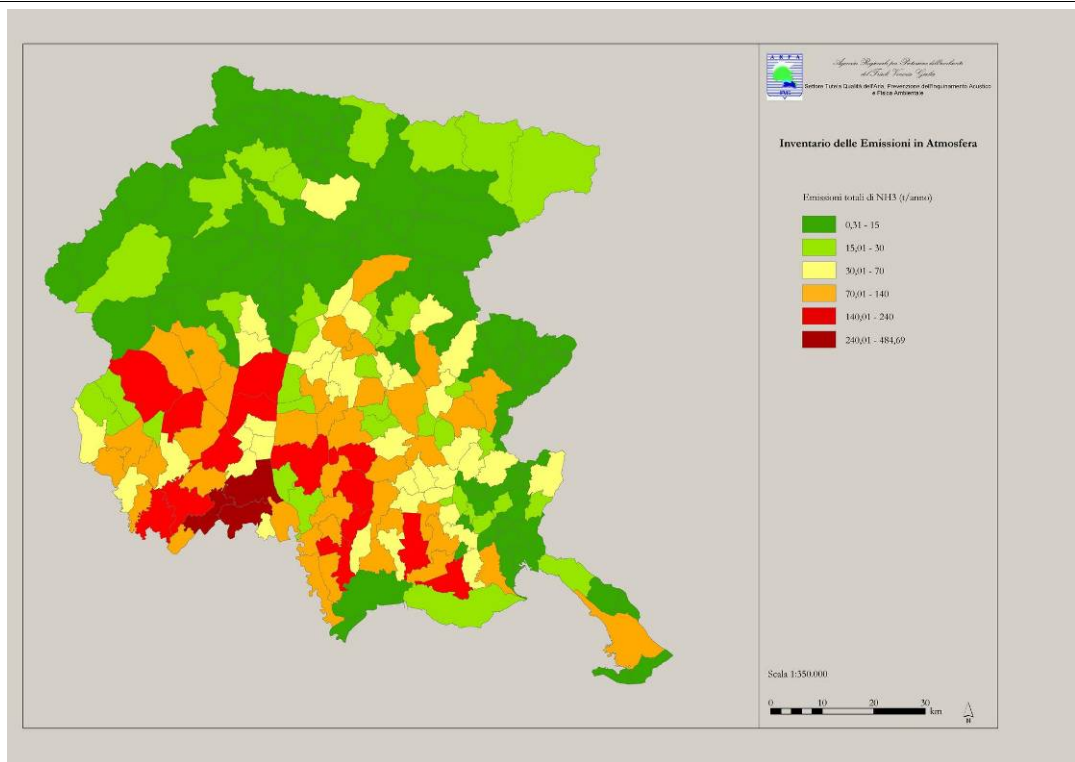 ARPA
FVG
Agenzia Regionale per Protezione dell'ambiente
del Friuli Venezia Giulia
Settore Tutela Qualità dell'Aria, Prevenzione dell'Inquinamento Acustico
e Fisica Ambientale
Inventario delle Emissioni in Atmosfera
Emissioni totali di NH3 (t/anno)
0,31 - 15
15,01 - 30
30,01 - 70
70,01 - 140
140,01 - 240
240,01 - 484,69
Scala 1:350.000
0 10 20 30
km
N